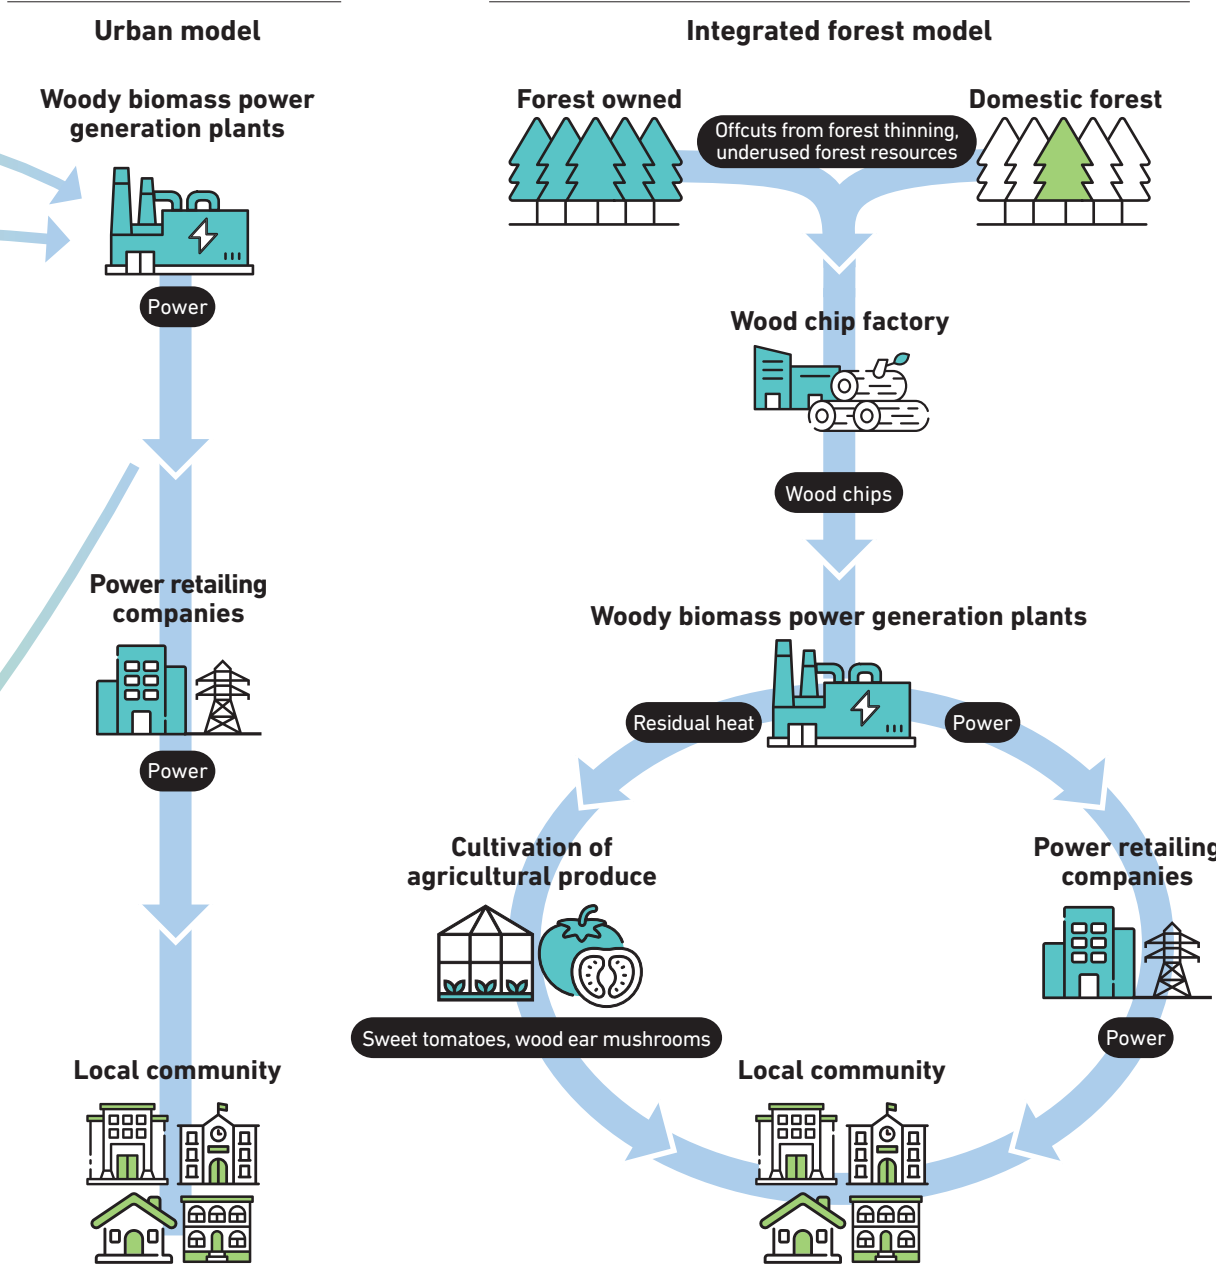 Urban model
Woody biomass power
generation plants
Power
Power retailing
companies
Power
Local community
Integrated forest model
Forest owned
Domestic forest
Offcuts from forest thinning,
underused forest resources
Wood chip factory
Wood chips
Woody biomass power generation plants
Residual heat
Power
Cultivation of
agricultural produce
Sweet tomatoes, wood ear mushrooms
Power retailing
companies
Power
Local community